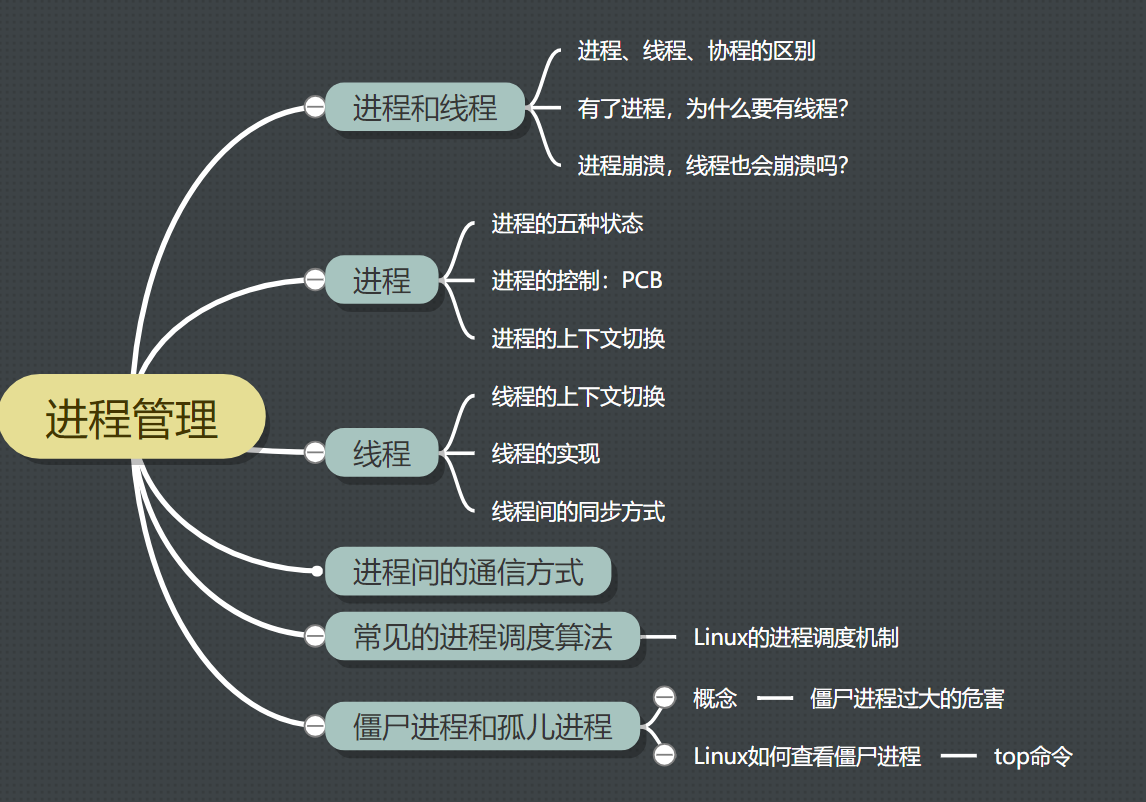 进程管理
进程和线程
进程、线程、协程的区别
有了进程，为什么要有线程？
进程崩溃，线程也会崩溃吗？
进程
进程的五种状态
进程的控制：PCB
进程的上下文切换
线程
线程的上下文切换
线程的实现
线程间的同步方式
进程间的通信方式
常见的进程调度算法
Linux的进程调度机制
僵尸进程和孤儿进程
概念
僵尸进程过大的危害
Linux如何查看僵尸进程
top命令